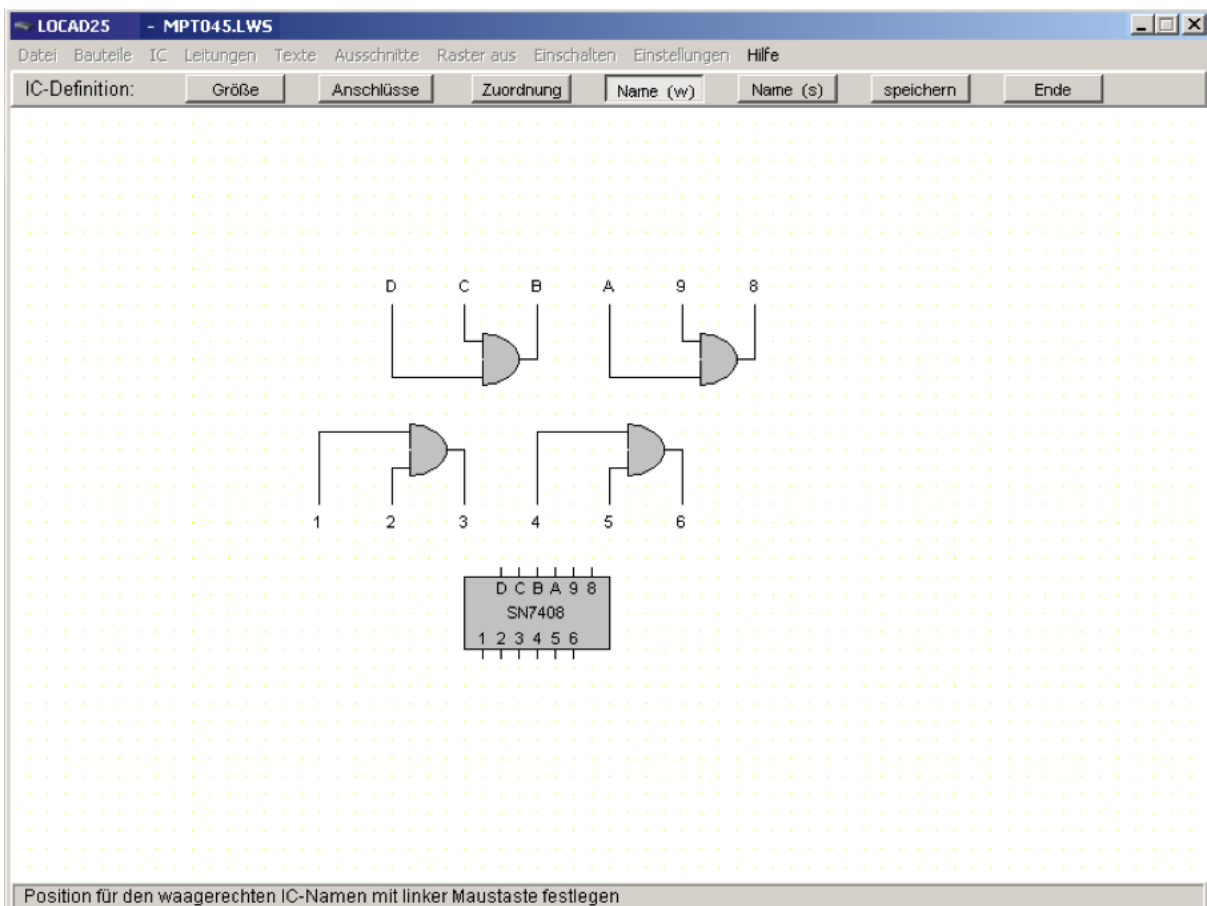 LOCAD25 - MPT045.LWS
Datei Bauteile IC Leitungen Texte Ausschnitte Raster aus Einschalten Einstellungen Hilfe
IC-Definition: Größe Anschlüsse Zuordnung Name (w) Name (s) speichern Ende
D C B A 9 8
1 2 3 4 5 6
D C B A 9 8
SN7408
1 2 3 4 5 6
Position für den waagerechten IC-Namen mit linker Maustaste festlegen